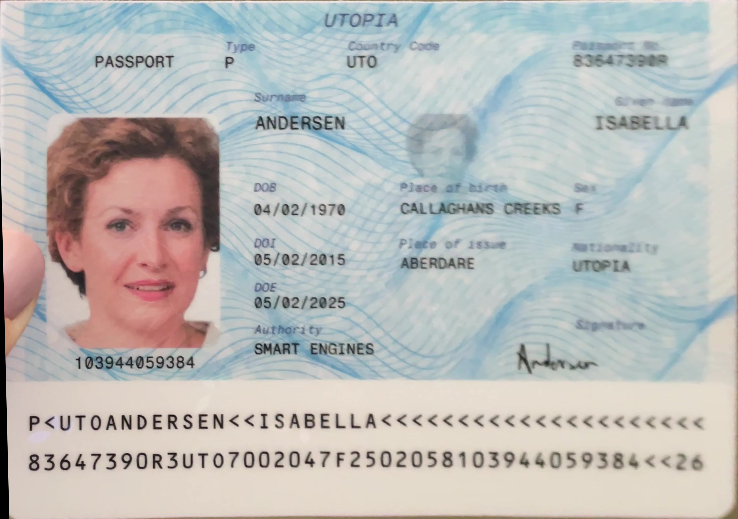 UTOPIA
Type Country Code Passport No.
PASSPORT P UTO 83647390R
Surname Given name
ANDERSEN ISABELLA
DOB Place of birth Sex
04/02/1970 CALLAGHANS CREEKS F
DOI Place of issue Nationality
05/02/2015 ABERDARE UTOPIA
DOE
05/02/2025
Authority Signature
SMART ENGINES Andersen
103944059384
P<UTOANDERSEN<<ISABELLA<<<<<<<<<<<<<<<<<<<<<
83647390R3UTO7002047F2502058103944059384<<26